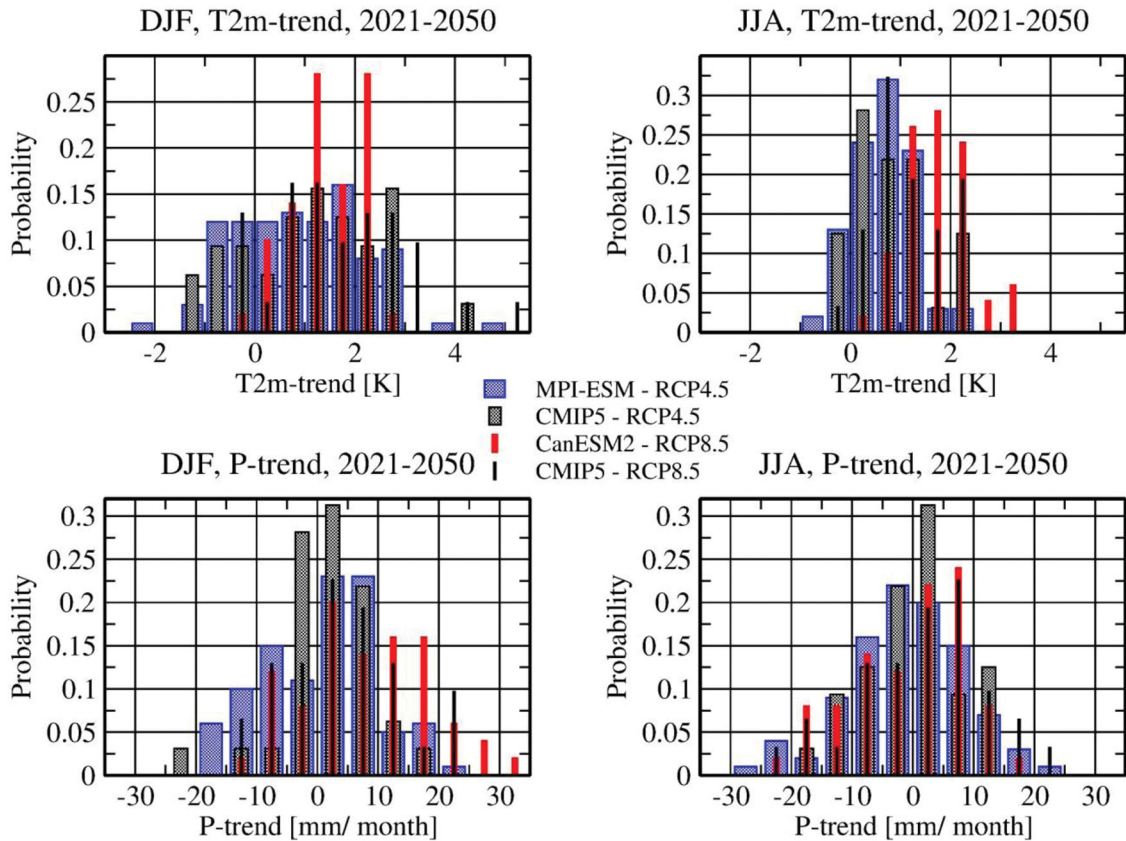 DJF, T2m-trend, 2021-2050
JJA, T2m-trend, 2021-2050
Probability
0.25
0.2
0.15
0.1
0.05
0
-2 0 2 4
T2m-trend [K]
Probability
0.3
0.25
0.2
0.15
0.1
0.05
0
-2 0 2 4
T2m-trend [K]
MPI-ESM - RCP4.5
CMIP5 - RCP4.5
CanESM2 - RCP8.5
CMIP5 - RCP8.5
DJF, P-trend, 2021-2050
JJA, P-trend, 2021-2050
Probability
0.3
0.25
0.2
0.15
0.1
0.05
0
-30 -20 -10 0 10 20 30
P-trend [mm/ month]
Probability
0.3
0.25
0.2
0.15
0.1
0.05
0
-30 -20 -10 0 10 20 30
P-trend [mm/ month]